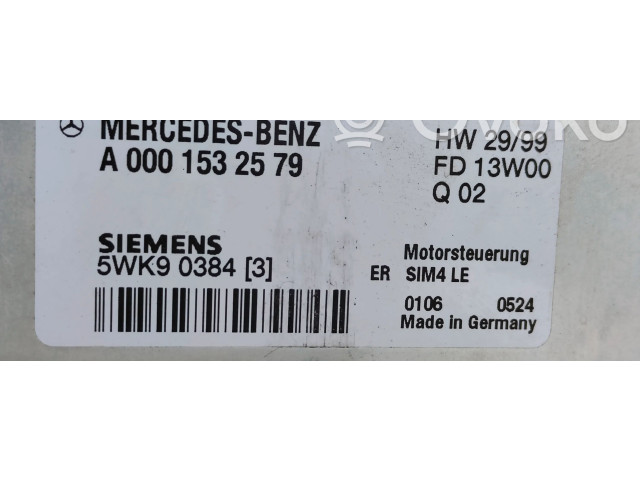 MERCEDES-BENZ
A 000 153 25 79
HW 29/99
FD 13W00
Q 02
SIEMENS
5WK9 0384 [3]
Motorsteuerung
ER SIM4 LE
0106 0524
Made in Germany